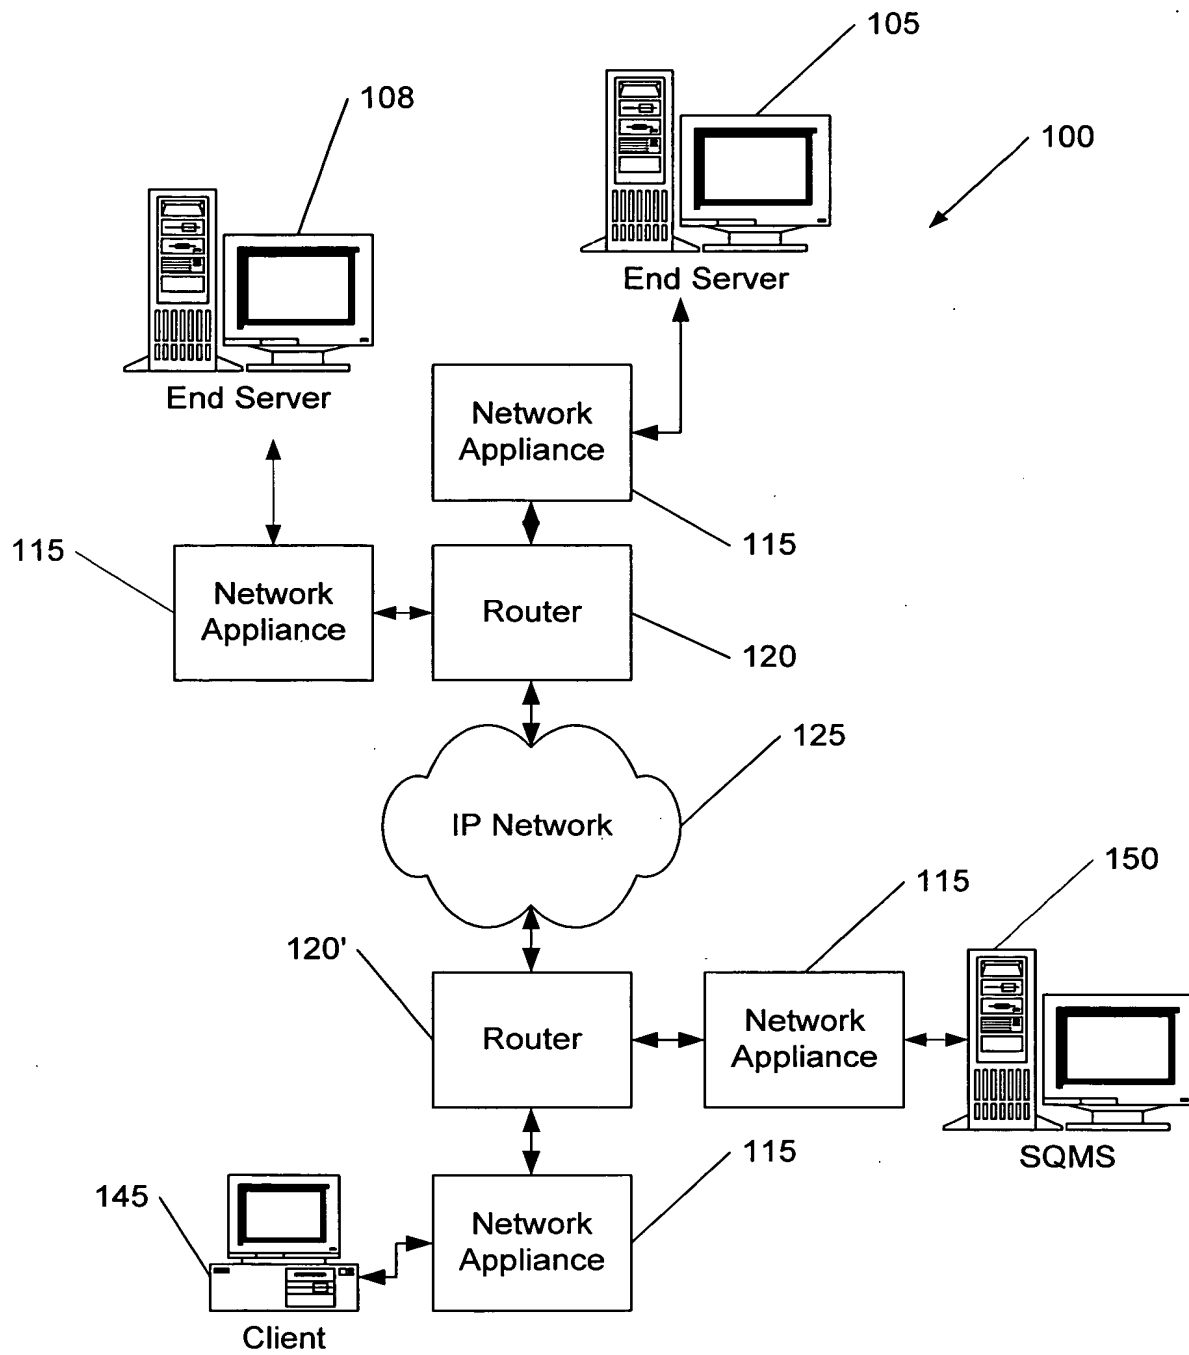 105
108
100
End Server
End Server
Network
Appliance
115
115
Network
Appliance
Router
120
125
IP Network
115
150
120'
Router
Network
Appliance
SQMS
115
145
Network
Appliance
Client